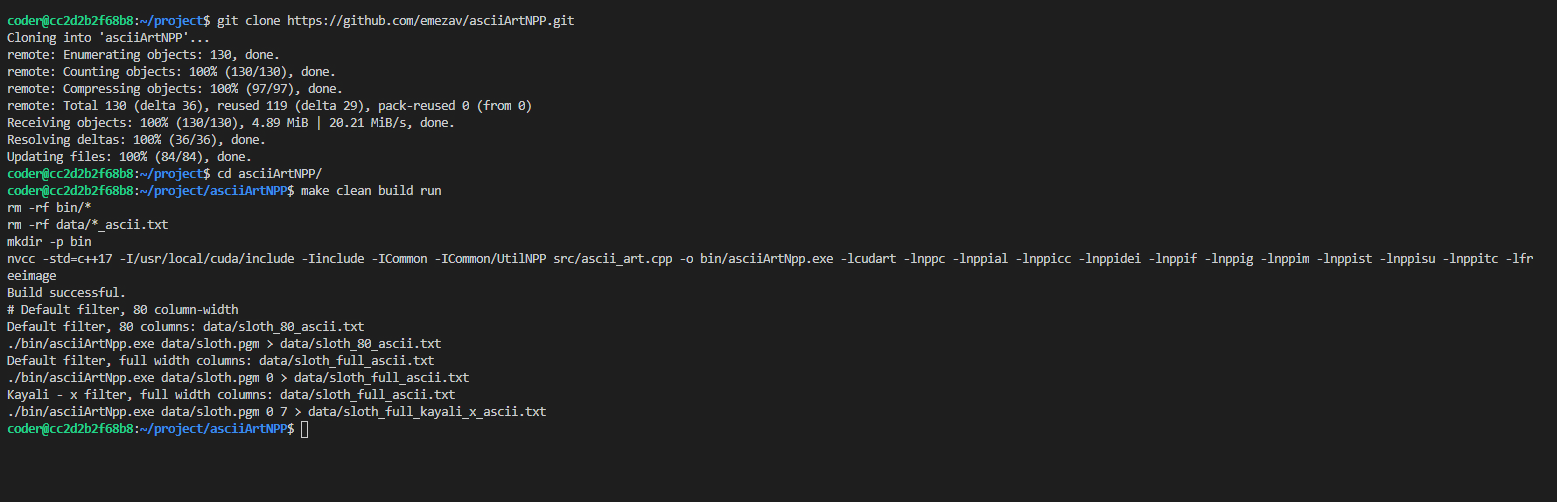 coder@cc2d2b2f68b8:~/project$ git clone https://github.com/emezav/asciiArtNPP.git
Cloning into 'asciiArtNPP'...
remote: Enumerating objects: 130, done.
remote: Counting objects: 100% (130/130), done.
remote: Compressing objects: 100% (97/97), done.
remote: Total 130 (delta 36), reused 119 (delta 29), pack-reused 0 (from 0)
Receiving objects: 100% (130/130), 4.89 MiB | 20.21 MiB/s, done.
Resolving deltas: 100% (36/36), done.
Updating files: 100% (84/84), done.
coder@cc2d2b2f68b8:~/project$ cd asciiArtNPP/
coder@cc2d2b2f68b8:~/project/asciiArtNPP$ make clean build run
rm -rf bin/*
rm -rf data/*_ascii.txt
mkdir -p bin
nvcc -std=c++17 -I/usr/local/cuda/include -Iinclude -ICommon -ICommon/UtilNPP src/ascii_art.cpp -o bin/asciiArtNpp.exe -lcudart -lnppc -lnppial -lnppicc -lnppidei -lnppif -lnppig -lnppim -lnppist -lnppisu -lnppitc -lfr
eeimage
Build successful.
# Default filter, 80 column-width
Default filter, 80 columns: data/sloth_80_ascii.txt
./bin/asciiArtNpp.exe data/sloth.pgm > data/sloth_80_ascii.txt
Default filter, full width columns: data/sloth_full_ascii.txt
./bin/asciiArtNpp.exe data/sloth.pgm 0 > data/sloth_full_ascii.txt
Kayali - x filter, full width columns: data/sloth_full_ascii.txt
./bin/asciiArtNpp.exe data/sloth.pgm 0 7 > data/sloth_full_kayali_x_ascii.txt
coder@cc2d2b2f68b8:~/project/asciiArtNPP$